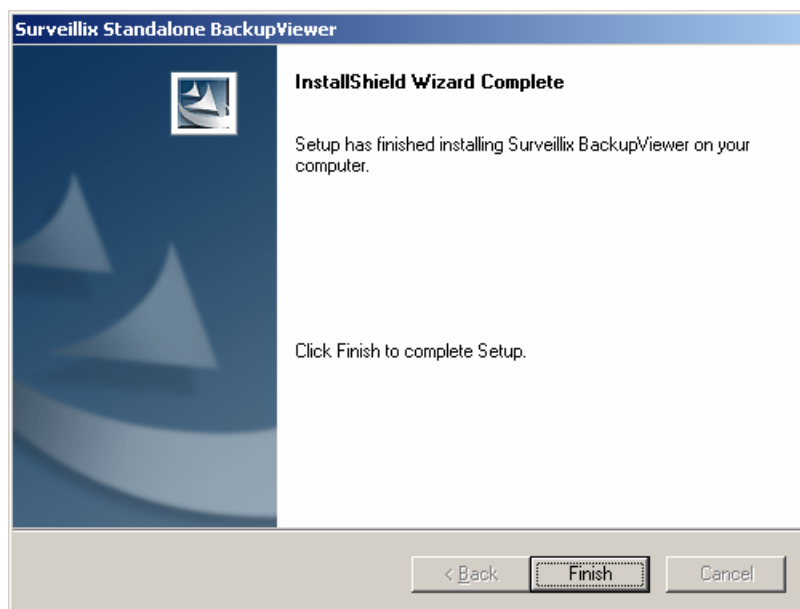 Surveillix Standalone BackupViewer
InstallShield Wizard Complete
Setup has finished installing Surveillix BackupViewer on your
computer.
Click Finish to complete Setup.
< Back
Finish
Cancel